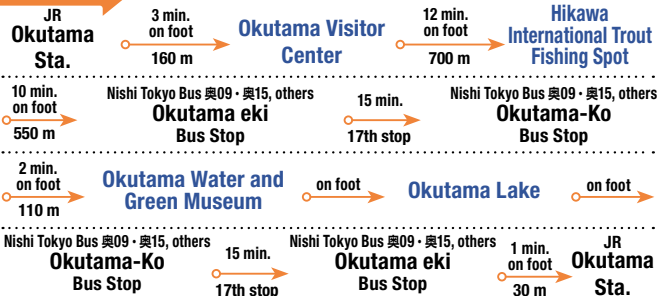 JR
Okutama
Sta.
3 min.
on foot
160 m
Okutama Visitor
Center
12 min.
on foot
700 m
Hikawa
International Trout
Fishing Spot
10 min.
on foot
550 m
Nishi Tokyo Bus 奥09・奥15, others
Okutama eki
Bus Stop
15 min.
17th stop
Nishi Tokyo Bus 奥09・奥15, others
Okutama-Ko
Bus Stop
2 min.
on foot
110 m
Okutama Water and
Green Museum
on foot
Okutama Lake
on foot
Nishi Tokyo Bus 奥09・奥15, others
Okutama-Ko
Bus Stop
15 min.
17th stop
Nishi Tokyo Bus 奥09・奥15, others
Okutama eki
Bus Stop
1 min.
on foot
30 m
JR
Okutama
Sta.